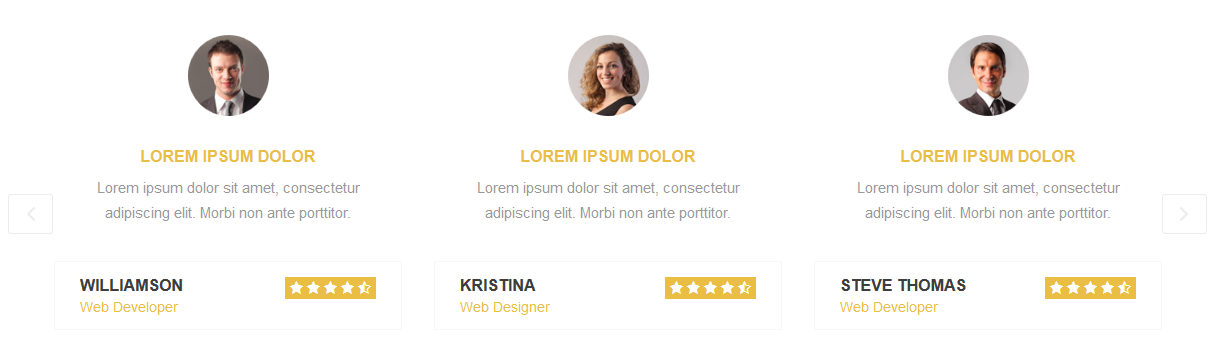 LOREM IPSUM DOLOR
Lorem ipsum dolor sit amet, consectetur
adipiscing elit. Morbi non ante porttitor.
WILLIAMSON
Web Developer
LOREM IPSUM DOLOR
Lorem ipsum dolor sit amet, consectetur
adipiscing elit. Morbi non ante porttitor.
KRISTINA
Web Designer
LOREM IPSUM DOLOR
Lorem ipsum dolor sit amet, consectetur
adipiscing elit. Morbi non ante porttitor.
STEVE THOMAS
Web Developer